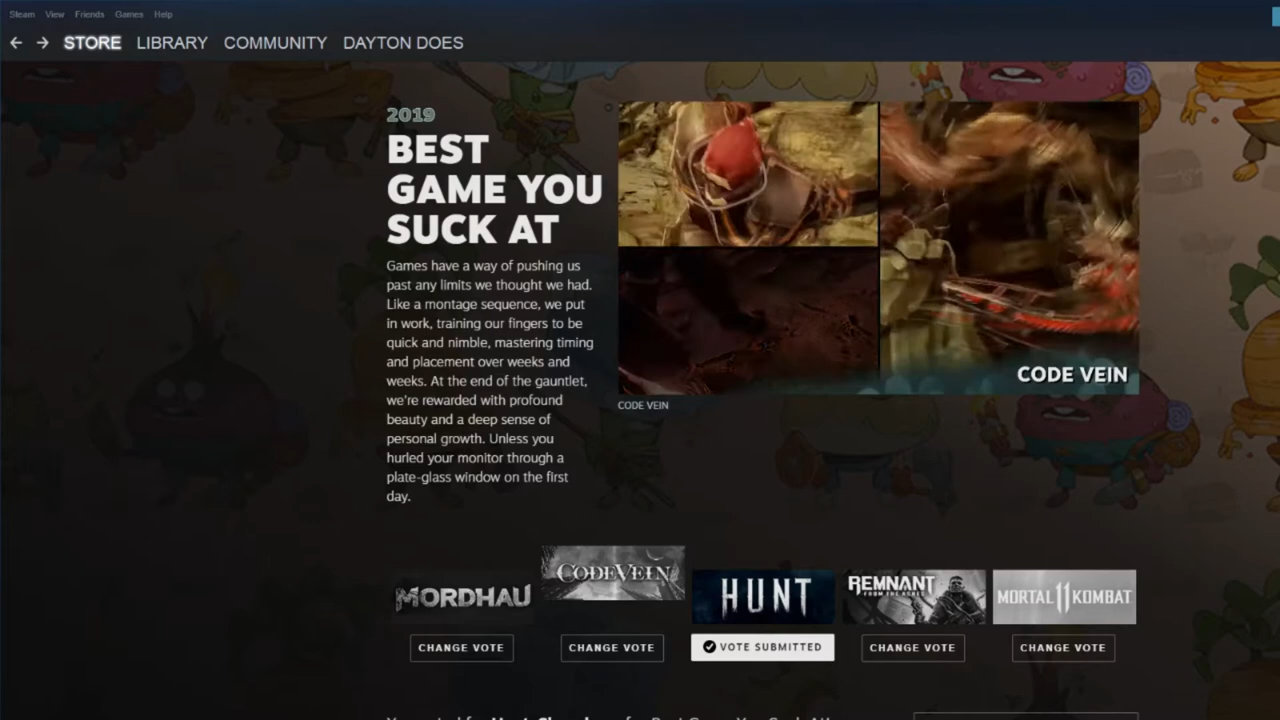 Steam View Friends Games Help
STORE LIBRARY COMMUNITY DAYTON DOES
2019
BEST
GAME YOU
SUCK AT
Games have a way of pushing us
past any limits we thought we had.
Like a montage sequence, we put
in work, training our fingers to be
quick and nimble, mastering timing
and placement over weeks and
weeks. At the end of the gauntlet,
we're rewarded with profound
beauty and a deep sense of
personal growth. Unless you
hurled your monitor through a
plate-glass window on the first
day.
CODE VEIN
CODE VEIN
MORDHAU
CODE VEIN
HUNT
REMNANT
FROM THE ASHES
MORTAL KOMBAT 11
CHANGE VOTE
CHANGE VOTE
VOTE SUBMITTED
CHANGE VOTE
CHANGE VOTE